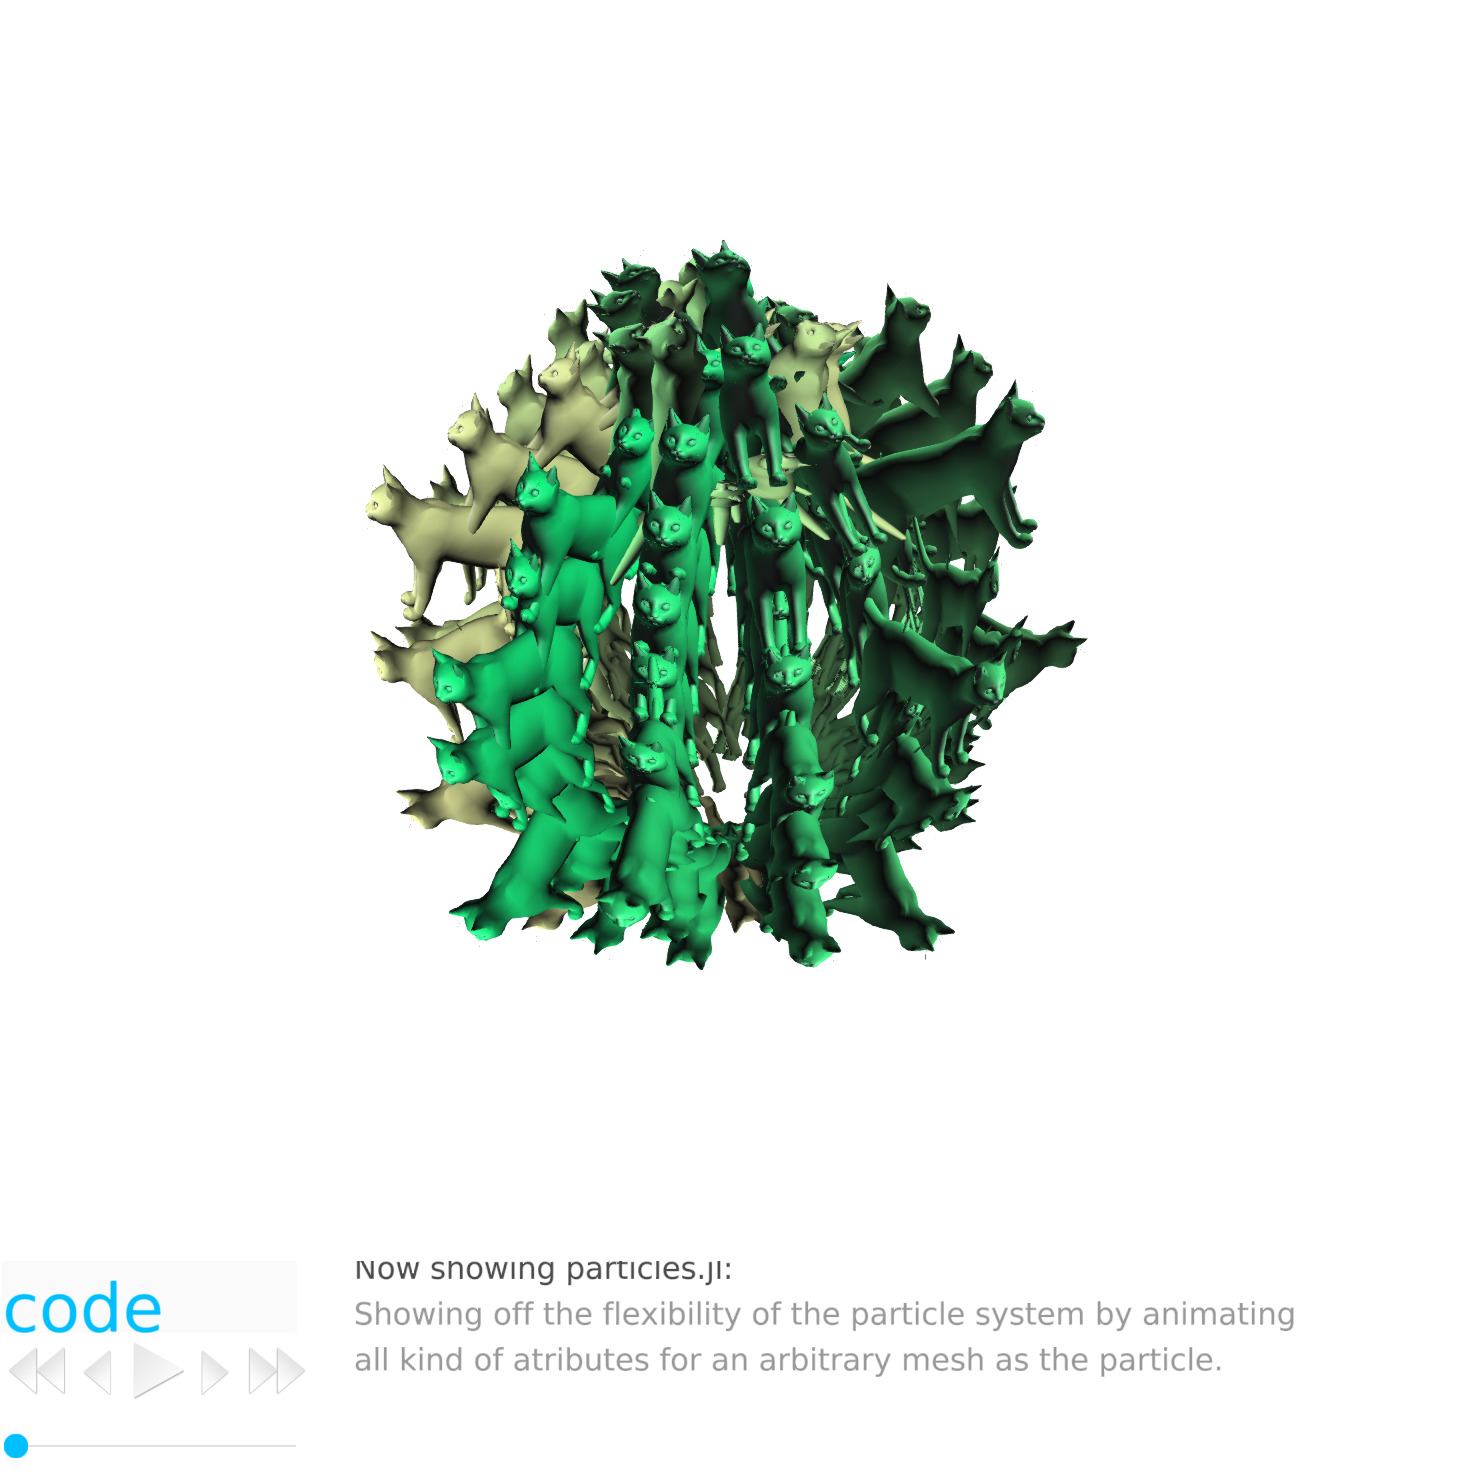 Now showing particles.jl:
code
Showing off the flexibility of the particle system by animating
all kind of atributes for an arbitrary mesh as the particle.